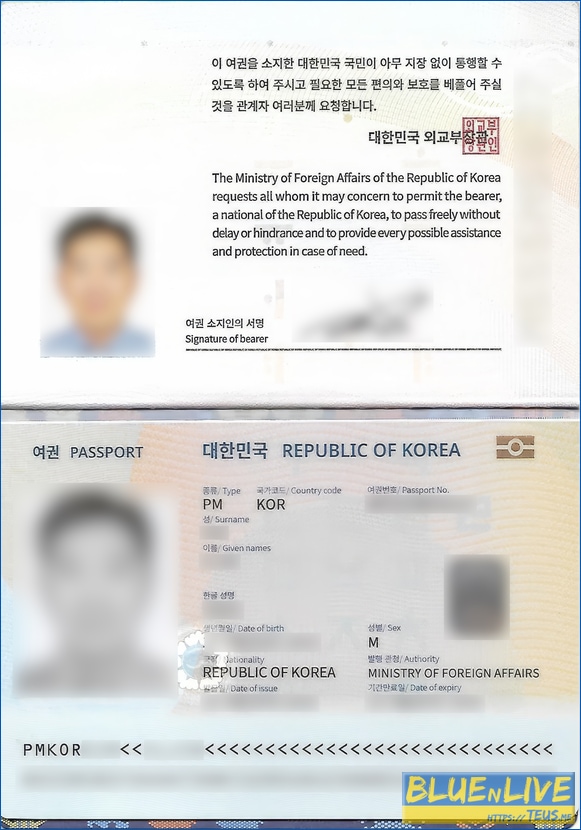 이 여권을 소지한 대한민국 국민이 아무 지장 없이 통행할 수
있도록 하여 주시고 필요한 모든 편의와 보호를 베풀어 주실
것을 관계자 여러분께 요청합니다.
대한민국 외교부장관
외교부
장관인
The Ministry of Foreign Affairs of the Republic of Korea
requests all whom it may concern to permit the bearer,
a national of the Republic of Korea, to pass freely without
delay or hindrance and to provide every possible assistance
and protection in case of need.
여권 소지인의 서명
Signature of bearer
여권 PASSPORT 대한민국 REPUBLIC OF KOREA
종류/ Type 국가코드/ Country code 여권번호/ Passport No.
PM KOR
성/ Surname
이름/ Given names
한글 성명
생년월일/ Date of birth 성별/ Sex
M
국적/ Nationality 발행 관청/ Authority
REPUBLIC OF KOREA MINISTRY OF FOREIGN AFFAIRS
발급일/ Date of issue 기간만료일/ Date of expiry
PMKOR << <<<<<<<<<<<<<<<<<<<<<<<<<<<<
BLUEnLIVE
HTTPS://TEUS.ME